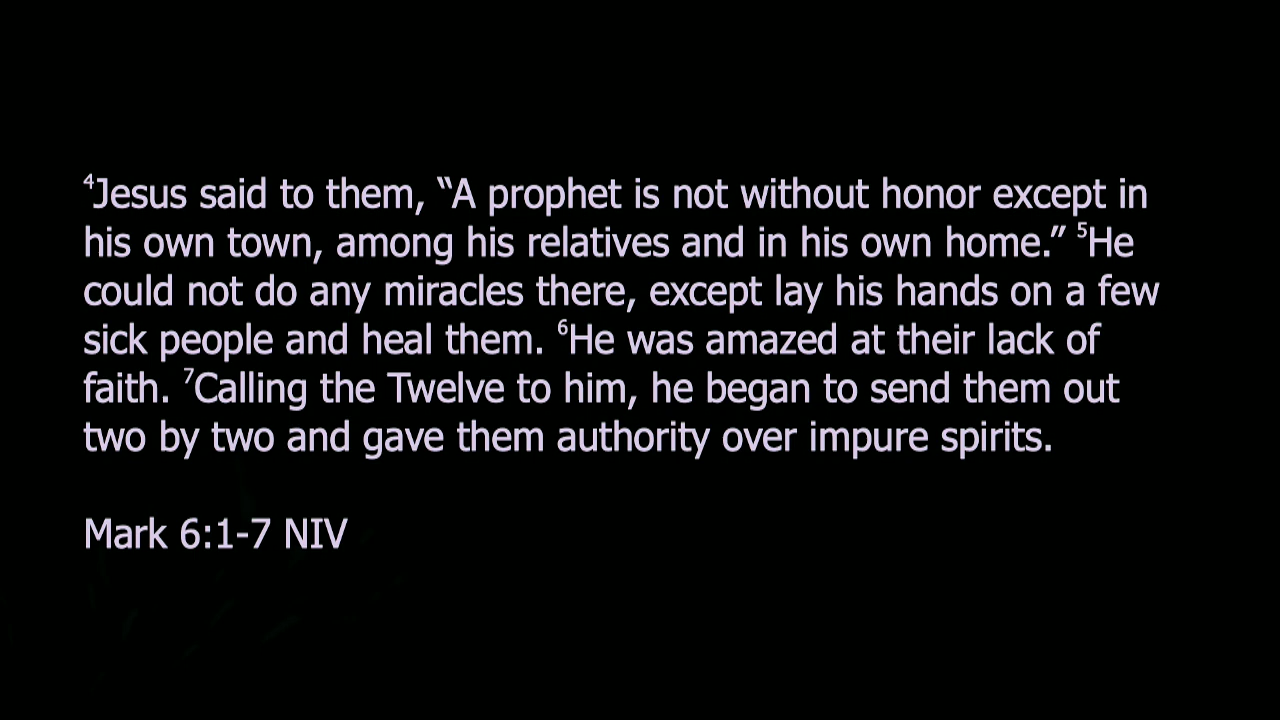 ⁴Jesus said to them, “A prophet is not without honor except in
his own town, among his relatives and in his own home.” ⁵He
could not do any miracles there, except lay his hands on a few
sick people and heal them. ⁶He was amazed at their lack of
faith. ⁷Calling the Twelve to him, he began to send them out
two by two and gave them authority over impure spirits.
Mark 6:1-7 NIV